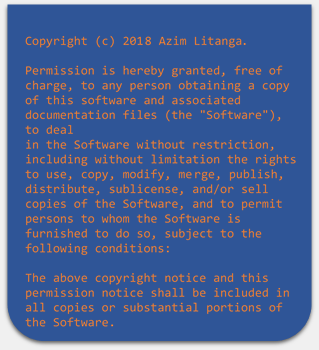 Copyright (c) 2018 Azim Litanga.
Permission is hereby granted, free of
charge, to any person obtaining a copy
of this software and associated
documentation files (the "Software"),
to deal
in the Software without restriction,
including without limitation the rights
to use, copy, modify, merge, publish,
distribute, sublicense, and/or sell
copies of the Software, and to permit
persons to whom the Software is
furnished to do so, subject to the
following conditions:
The above copyright notice and this
permission notice shall be included in
all copies or substantial portions of
the Software.